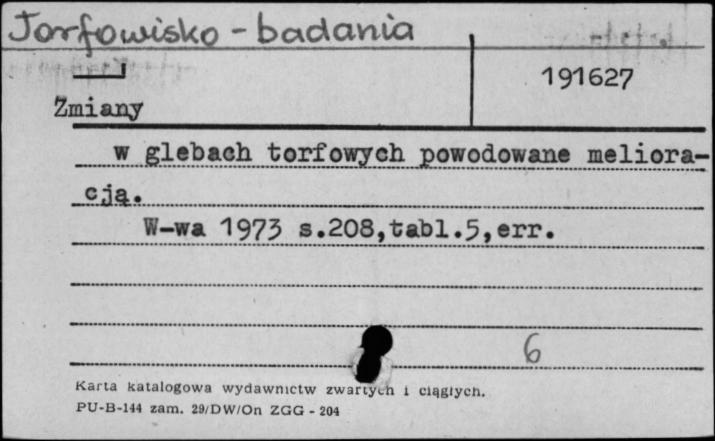 Torfowisko - badania
191627
Zmiany
w glebach torfowych powodowane meliora-
cją.
W-wa 1973 s.208,tabl.5,err.
6
Karta katalogowa wydawnictw zwartych i ciągłych.
PU-B-144 zam. 29/DW/On ZGG - 204